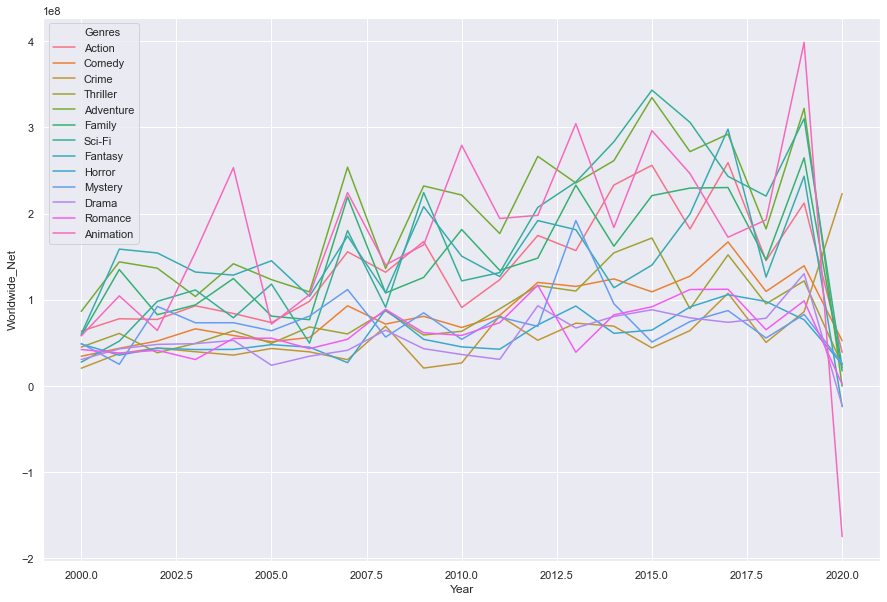 1e8
Genres
Action
Comedy
Crime
Thriller
Adventure
Family
Sci-Fi
Fantasy
Horror
Mystery
Drama
Romance
Animation
4
3
2
1
0
−1
−2
Worldwide_Net
2000.0 2002.5 2005.0 2007.5 2010.0 2012.5 2015.0 2017.5 2020.0
Year